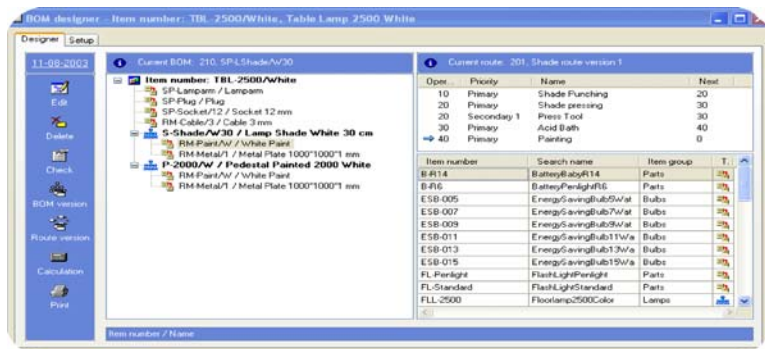 BOM designer - Item number: TBL-2500/White, Table Lamp 2500 White
Designer Setup
11-08-2003
Edit
Delete
Check
BOM version
Route version
Calculation
Print
Current BOM: 210, SP-LShade/W30
Item number: TBL-2500/White
SP-Lamparm / Lamparm
SP-Plug / Plug
SP-Socket/12 / Socket 12 mm
RM-Cable/3 / Cable 3 mm
S-Shade/W30 / Lamp Shade White 30 cm
RM-Paint/W / White Paint
RM-Metal/1 / Metal Plate 1000*1000*1 mm
P-2000/W / Pedestal Painted 2000 White
RM-Paint/W / White Paint
RM-Metal/1 / Metal Plate 1000*1000*1 mm
Current route: 201, Shade route version 1
Oper... Priority Name Next
10 Primary Shade Punching 20
20 Primary Shade pressing 30
20 Secondary 1 Press Tool 30
30 Primary Acid Bath 40
40 Primary Painting 0
Item number Search name Item group T.
B-R14 BatteryBabyR14 Parts
B-R6 BatteryPenlightR6 Parts
ESB-005 EnergySavingBulb5Wat Bulbs
ESB-007 EnergySavingBulb7Wat Bulbs
ESB-009 EnergySavingBulb9Wat Bulbs
ESB-011 EnergySavingBulb11Wa Bulbs
ESB-013 EnergySavingBulb13Wa Bulbs
ESB-015 EnergySavingBulb15Wa Bulbs
FL-Penlight FlashLightPenlight Parts
FL-Standard FlashLightStandard Parts
FLL-2500 Floorlamp2500Color Lamps
Item number / Name